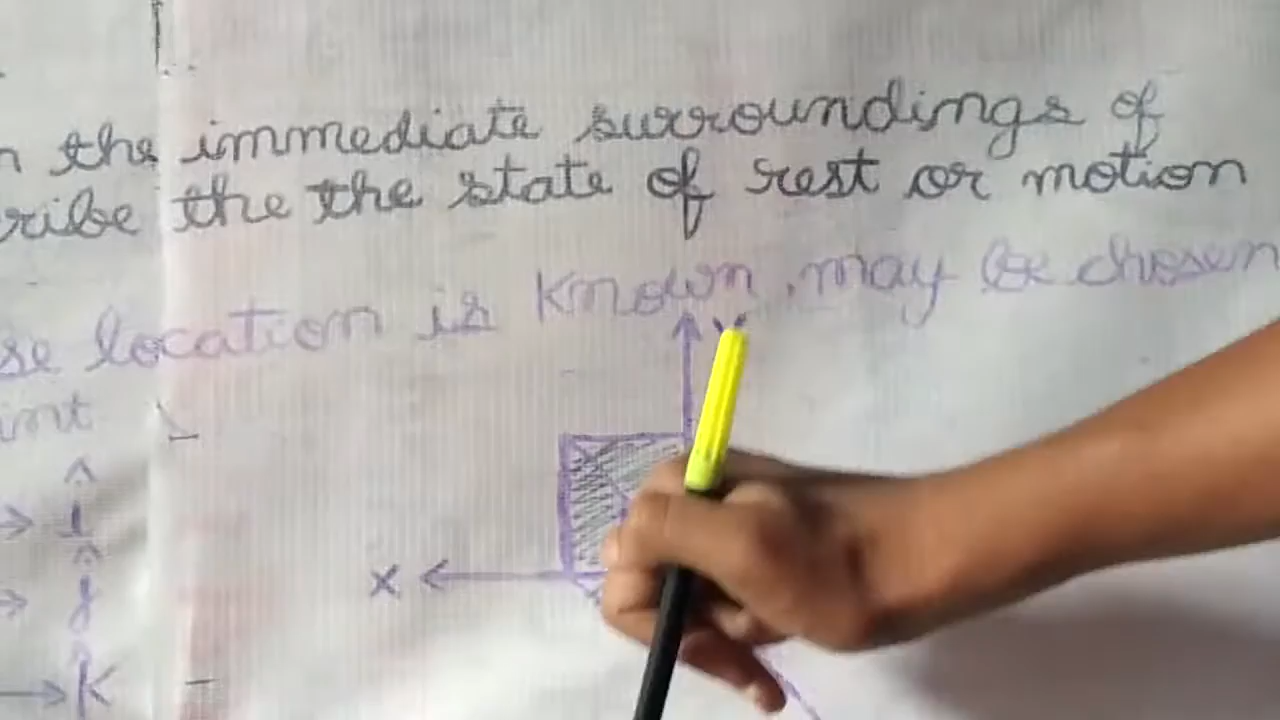 n the immediate surroundings of
ribe the the state of rest or motion
se location is known, may be chosen
int
→ î
→ ĵ
X
→ k